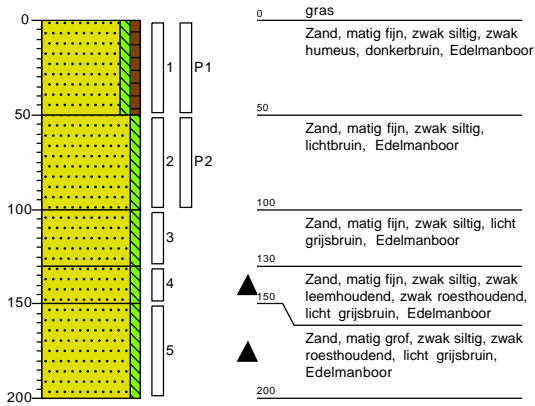 0
50
100
150
200
1
2
3
4
5
P1
P2
0
gras
Zand, matig fijn, zwak siltig, zwak
humeus, donkerbruin, Edelmanboor
50
Zand, matig fijn, zwak siltig,
lichtbruin, Edelmanboor
100
Zand, matig fijn, zwak siltig, licht
grijsbruin, Edelmanboor
130
Zand, matig fijn, zwak siltig, zwak
leemhoudend, zwak roesthoudend,
licht grijsbruin, Edelmanboor
150
Zand, matig grof, zwak siltig, zwak
roesthoudend, licht grijsbruin,
Edelmanboor
200